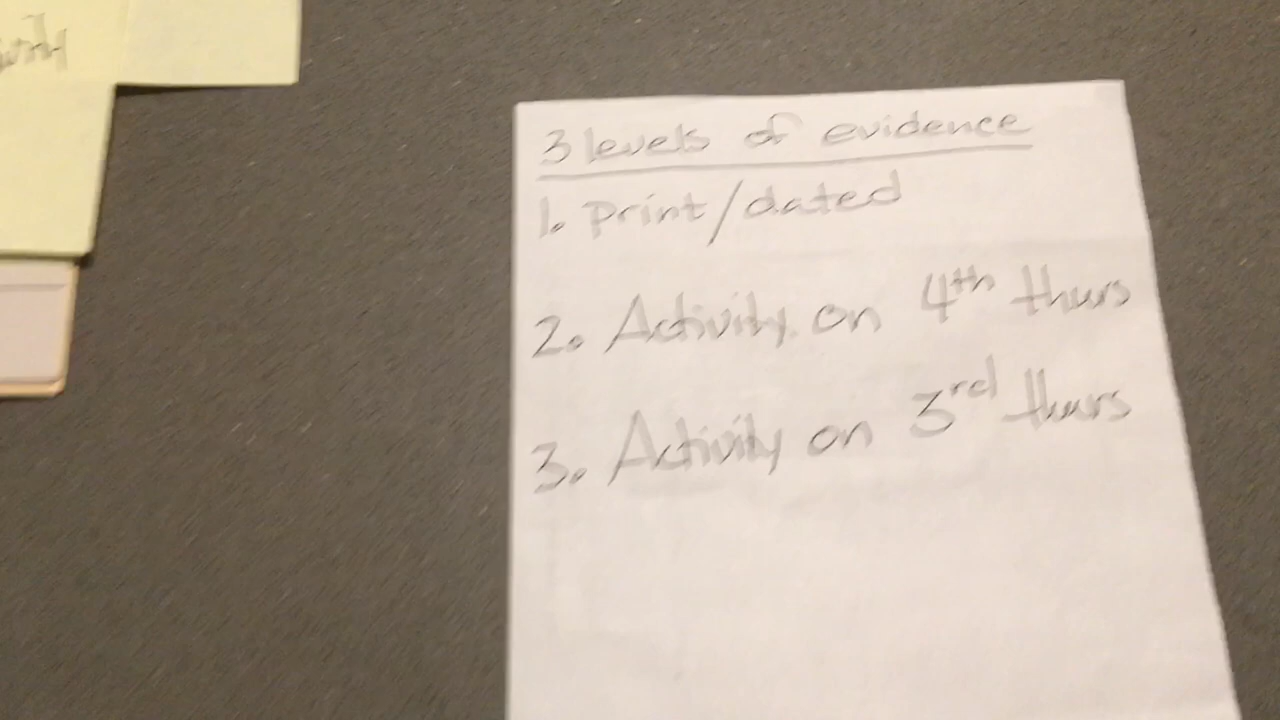 3 levels of evidence
1. Print/dated
2. Activity on 4th thurs
3. Activity on 3rd thurs